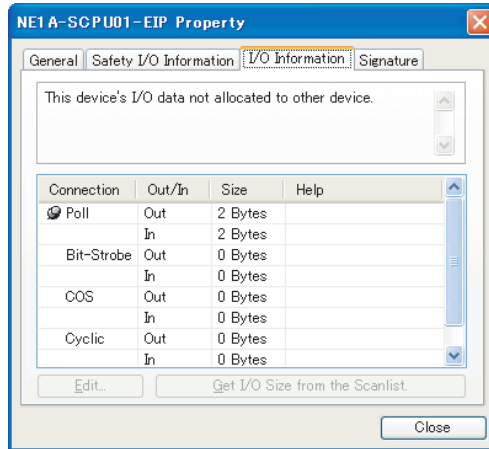 NE1A-SCPU01-EIP Property
General Safety I/O Information I/O Information Signature
This device's I/O data not allocated to other device.
Connection Out/In Size Help
Poll Out 2 Bytes
In 2 Bytes
Bit-Strobe Out 0 Bytes
In 0 Bytes
COS Out 0 Bytes
In 0 Bytes
Cyclic Out 0 Bytes
In 0 Bytes
Edit... Get I/O Size from the Scanlist.
Close